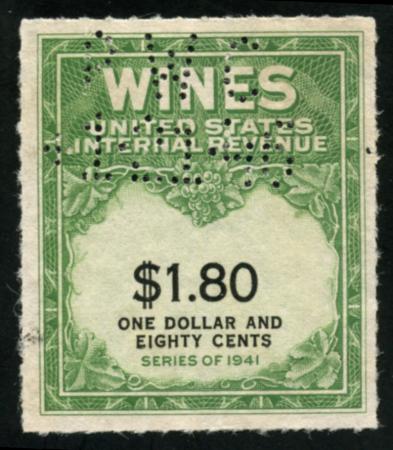 WINES
UNITED STATES
INTERNAL REVENUE
$1.80
ONE DOLLAR AND
EIGHTY CENTS
SERIES OF 1941